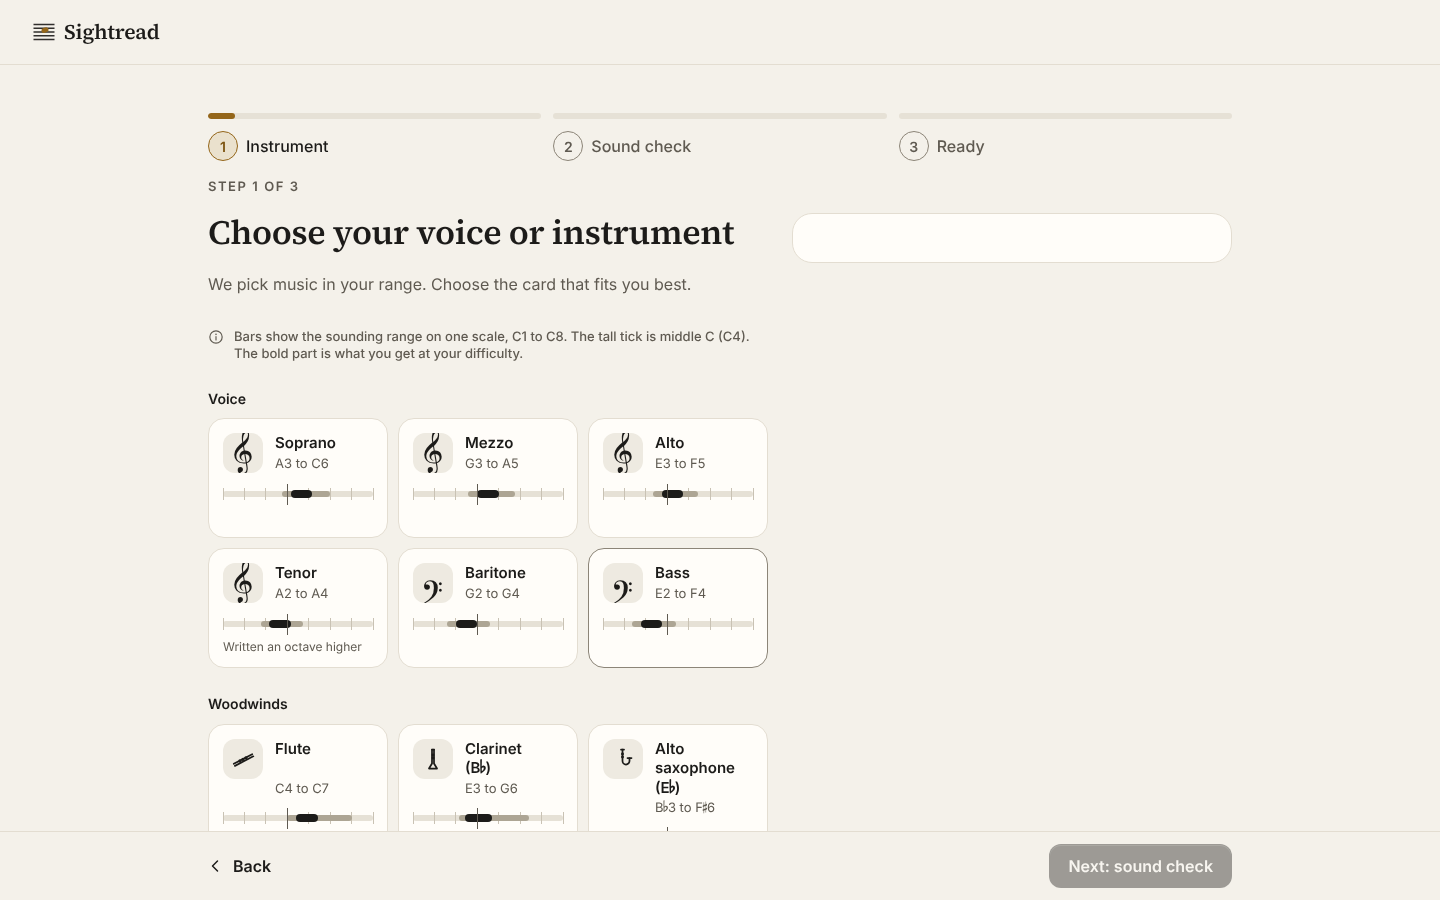 Sightread
1 Instrument
2 Sound check
3 Ready
STEP 1 OF 3
Choose your voice or instrument
We pick music in your range. Choose the card that fits you best.
Bars show the sounding range on one scale, C1 to C8. The tall tick is middle C (C4).
The bold part is what you get at your difficulty.
Voice
Soprano
A3 to C6
Mezzo
G3 to A5
Alto
E3 to F5
Tenor
A2 to A4
Written an octave higher
Baritone
G2 to G4
Bass
E2 to F4
Woodwinds
Flute
C4 to C7
Clarinet
(B♭)
E3 to G6
Alto
saxophone
(E♭)
B♭3 to F♯6
Back
Next: sound check